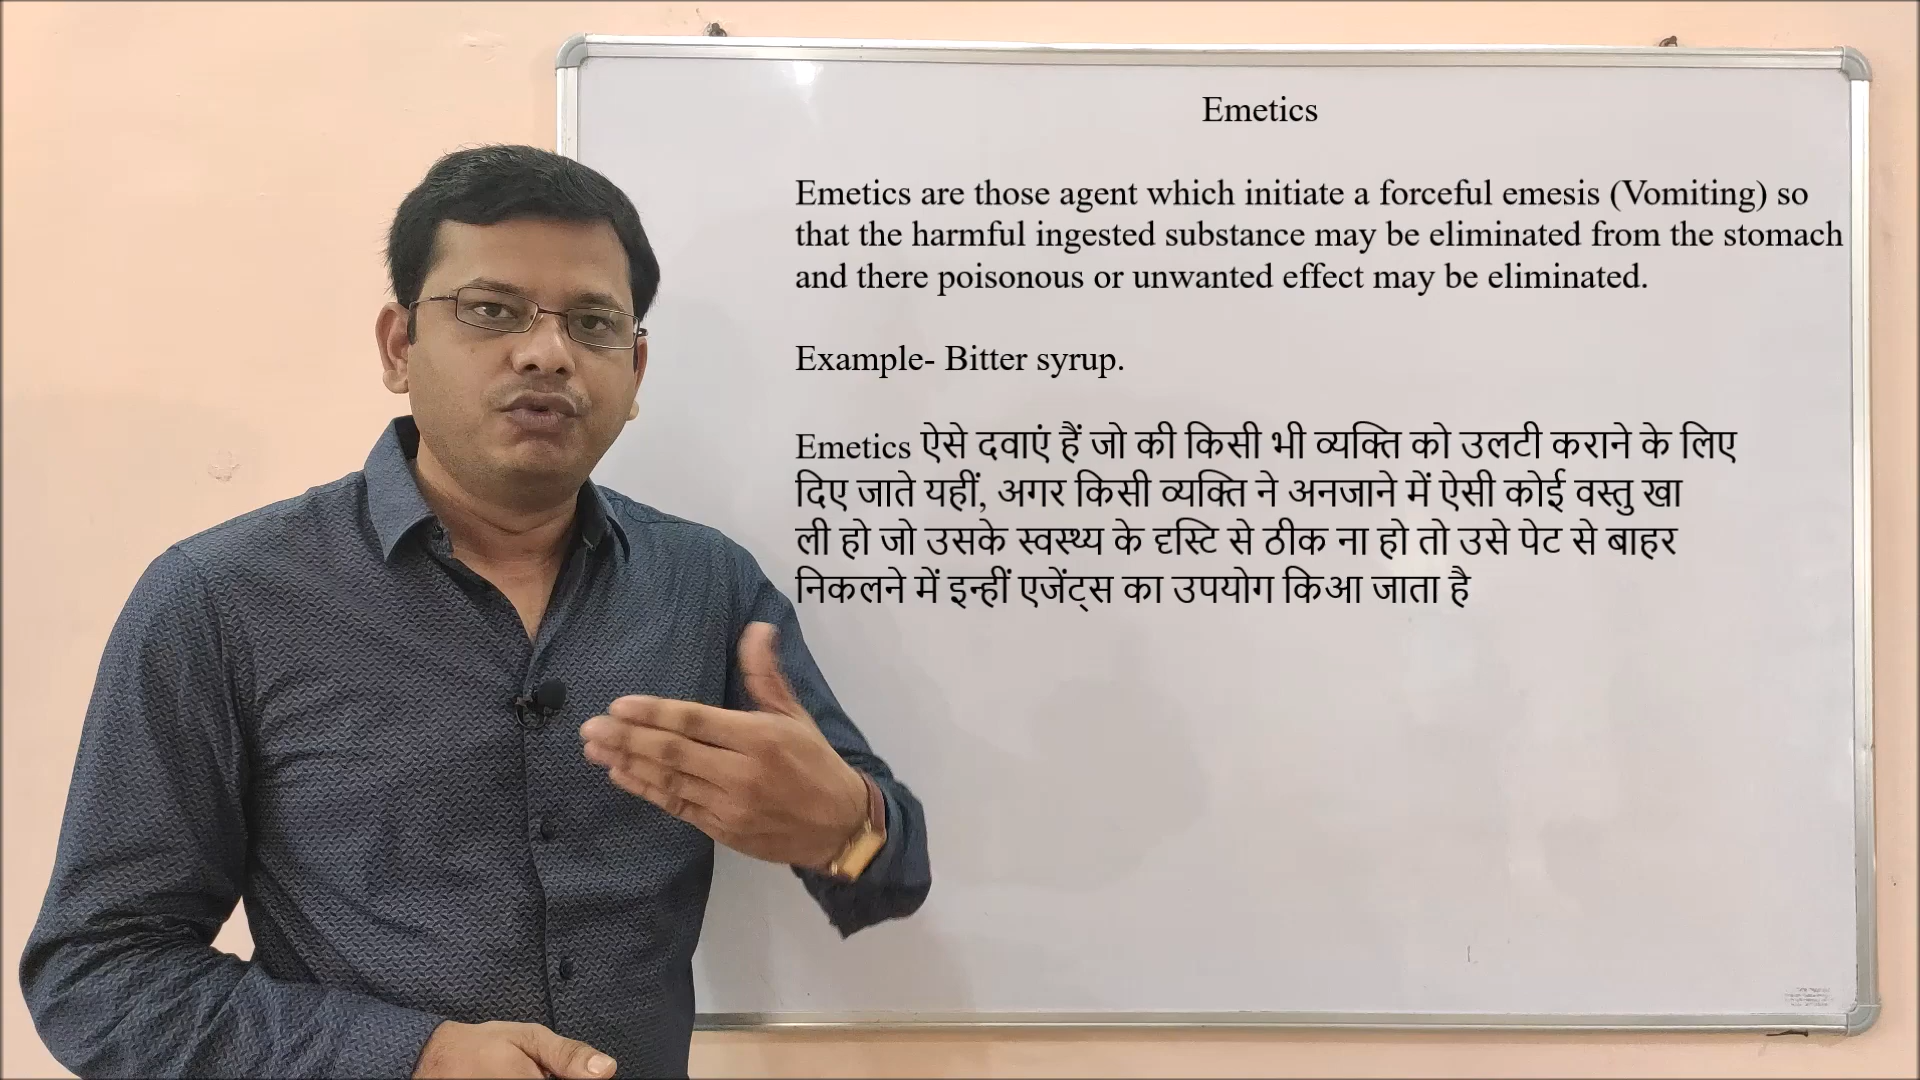 Emetics
Emetics are those agent which initiate a forceful emesis (Vomiting) so
that the harmful ingested substance may be eliminated from the stomach
and there poisonous or unwanted effect may be eliminated.
Example- Bitter syrup.
Emetics ऐसे दवाएं हैं जो की किसी भी व्यक्ति को उलटी कराने के लिए
दिए जाते यहीं, अगर किसी व्यक्ति ने अनजाने में ऐसी कोई वस्तु खा
ली हो जो उसके स्वस्थ्य के दृस्टि से ठीक ना हो तो उसे पेट से बाहर
निकलने में इन्हीं एजेंट्स का उपयोग किआ जाता है